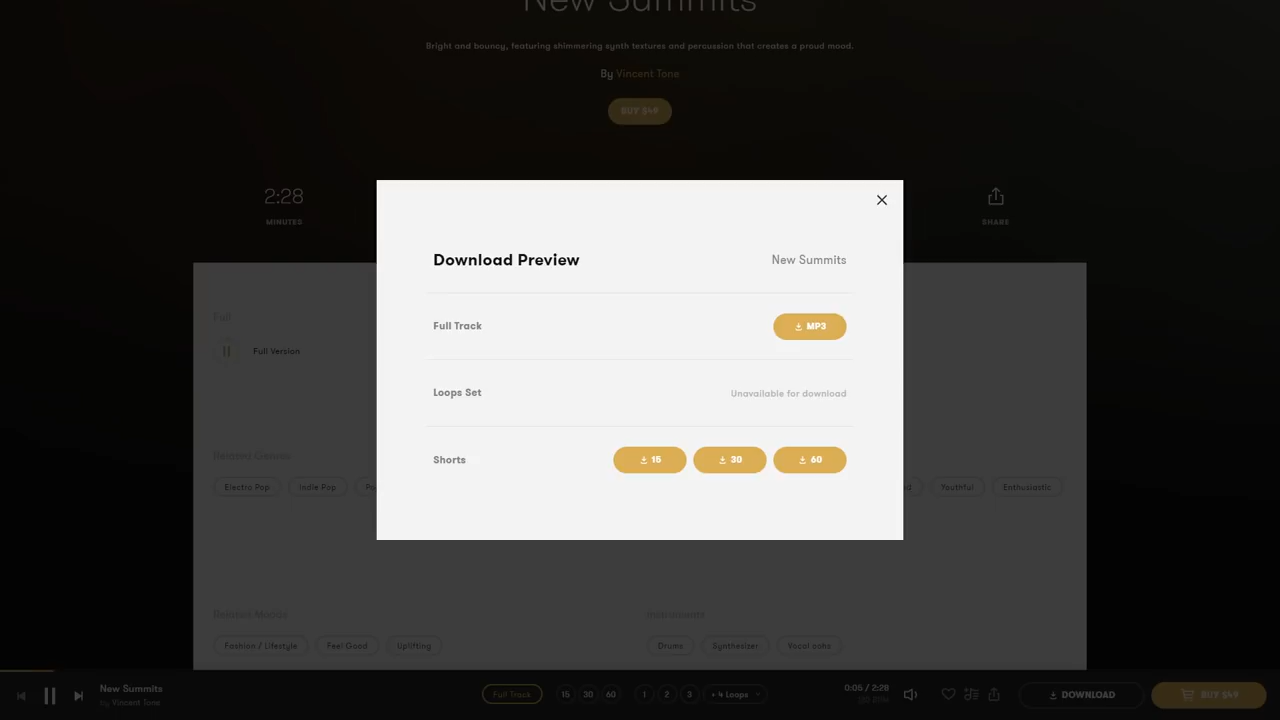 New Summits
Bright and bouncy, featuring shimmering synth textures and percussion that creates a proud mood.
By Vincent Tone
BUY $49
2:28
MINUTES
SHARE
Download Preview
New Summits
Full Track
MP3
Loops Set
Unavailable for download
Shorts
15
30
60
Full
Full Version
Related Genres
Electro Pop
Indie Pop
Youthful
Enthusiastic
Related Moods
Instruments
Fashion / Lifestyle
Feel Good
Uplifting
Drums
Synthesizer
Vocal oohs
New Summits
by Vincent Tone
Full Track
15
30
60
1
2
3
+ 4 Loops
0:05 / 2:28
DOWNLOAD
BUY $49